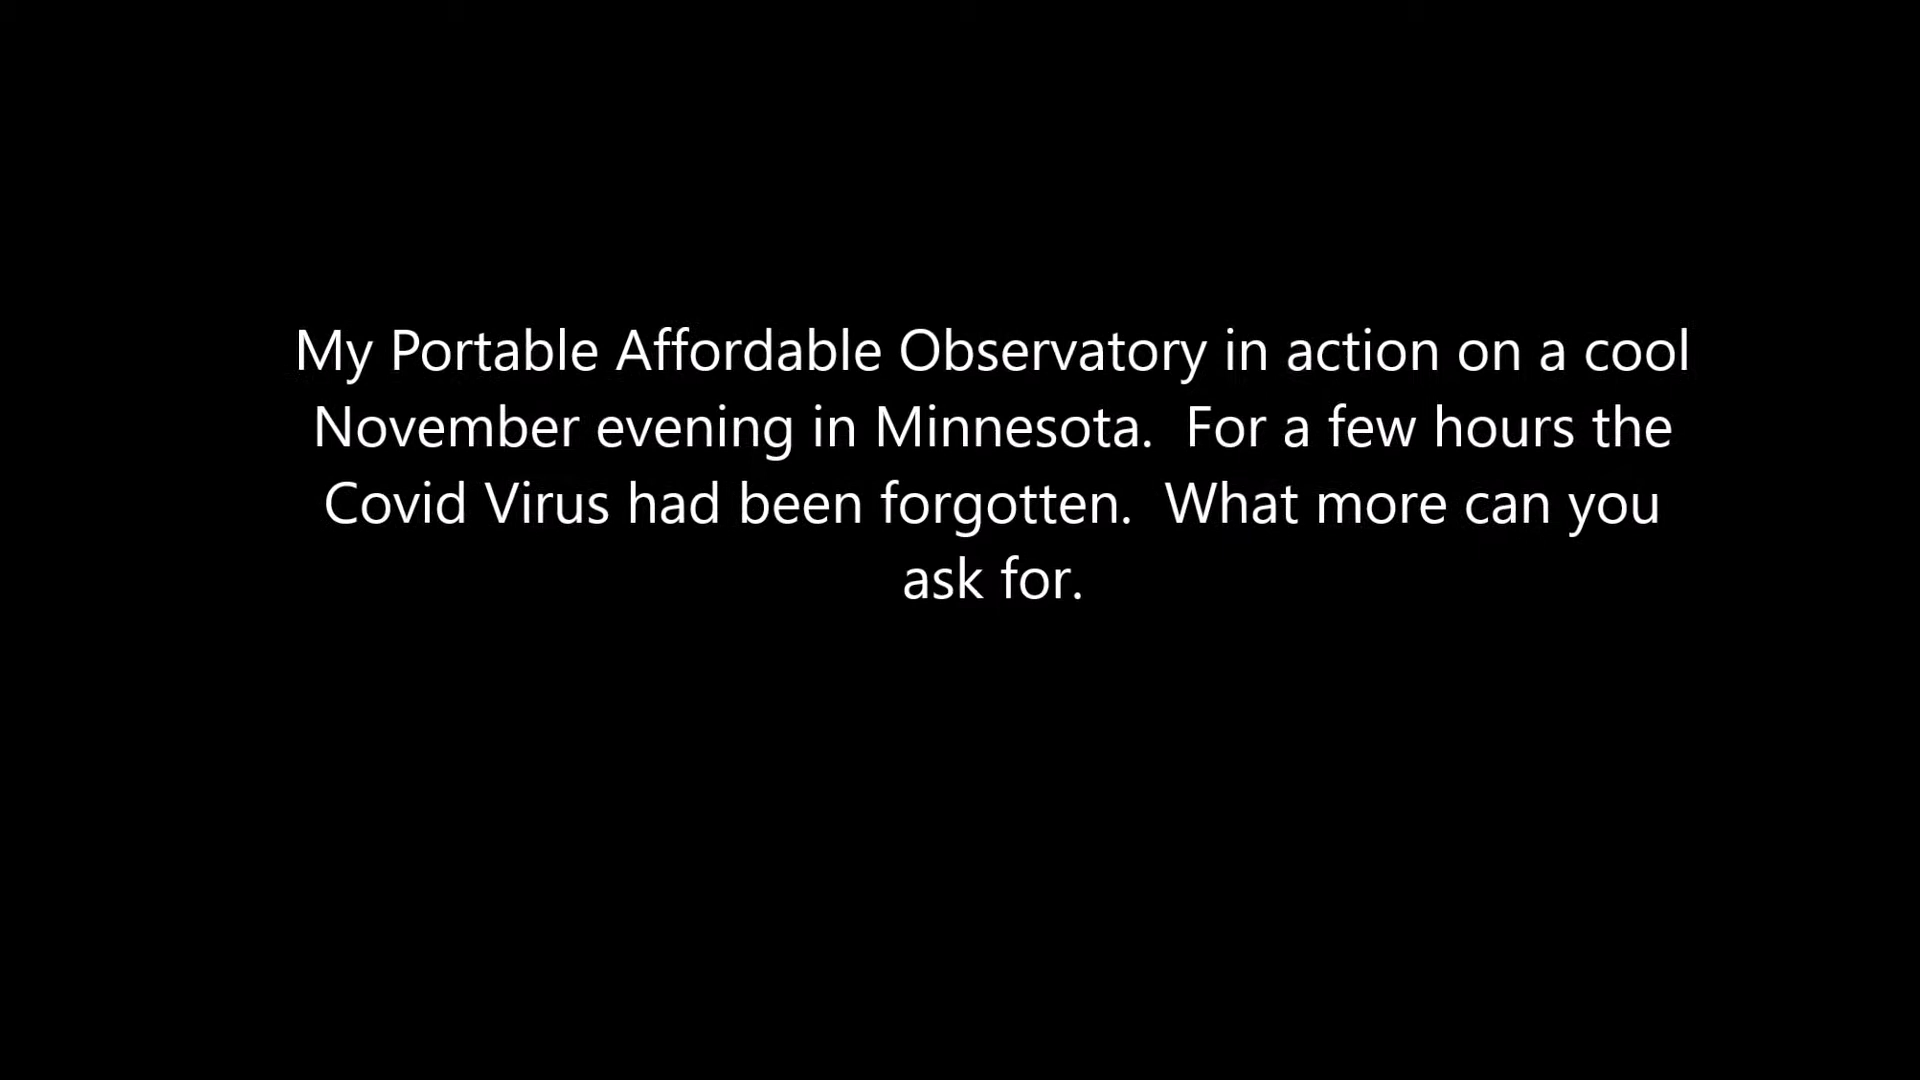 My Portable Affordable Observatory in action on a cool
November evening in Minnesota.  For a few hours the
Covid Virus had been forgotten.  What more can you
ask for.